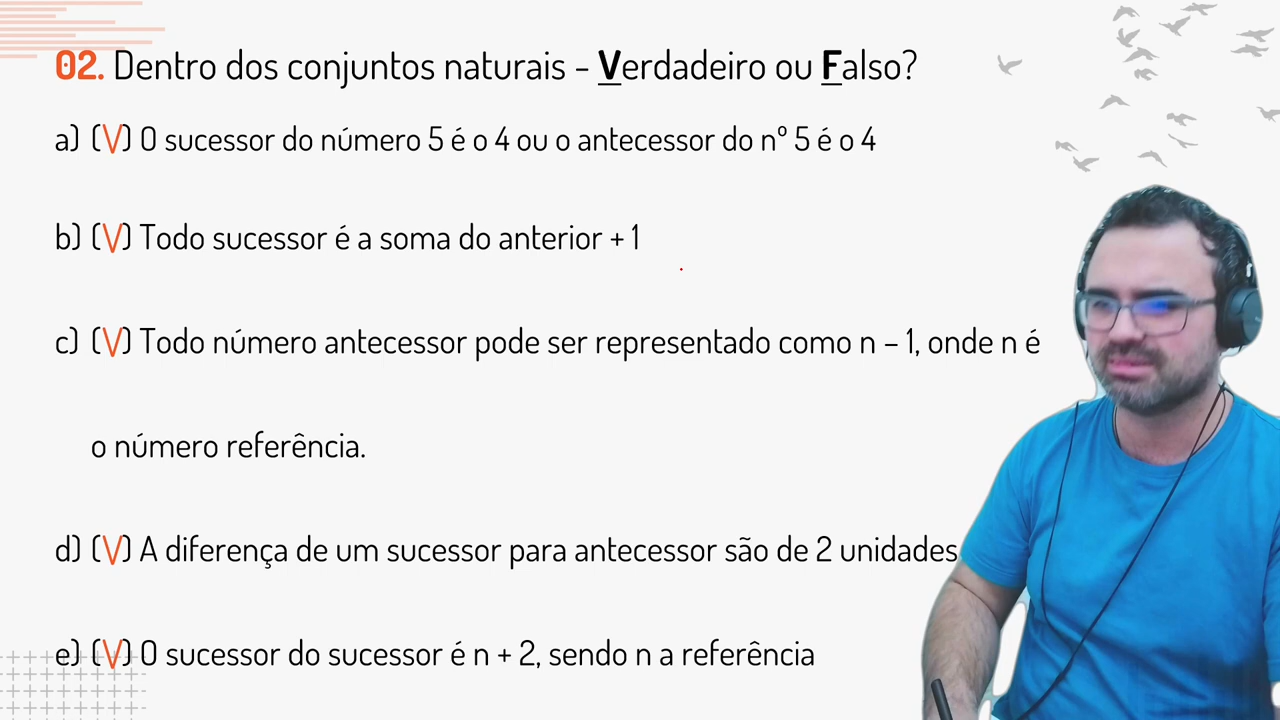 02. Dentro dos conjuntos naturais - Verdadeiro ou Falso?
a) (V) O sucessor do número 5 é o 4 ou o antecessor do nº 5 é o 4
b) (V) Todo sucessor é a soma do anterior + 1
c) (V) Todo número antecessor pode ser representado como n – 1, onde n é
o número referência.
d) (V) A diferença de um sucessor para antecessor são de 2 unidades
e) (V) O sucessor do sucessor é n + 2, sendo n a referência